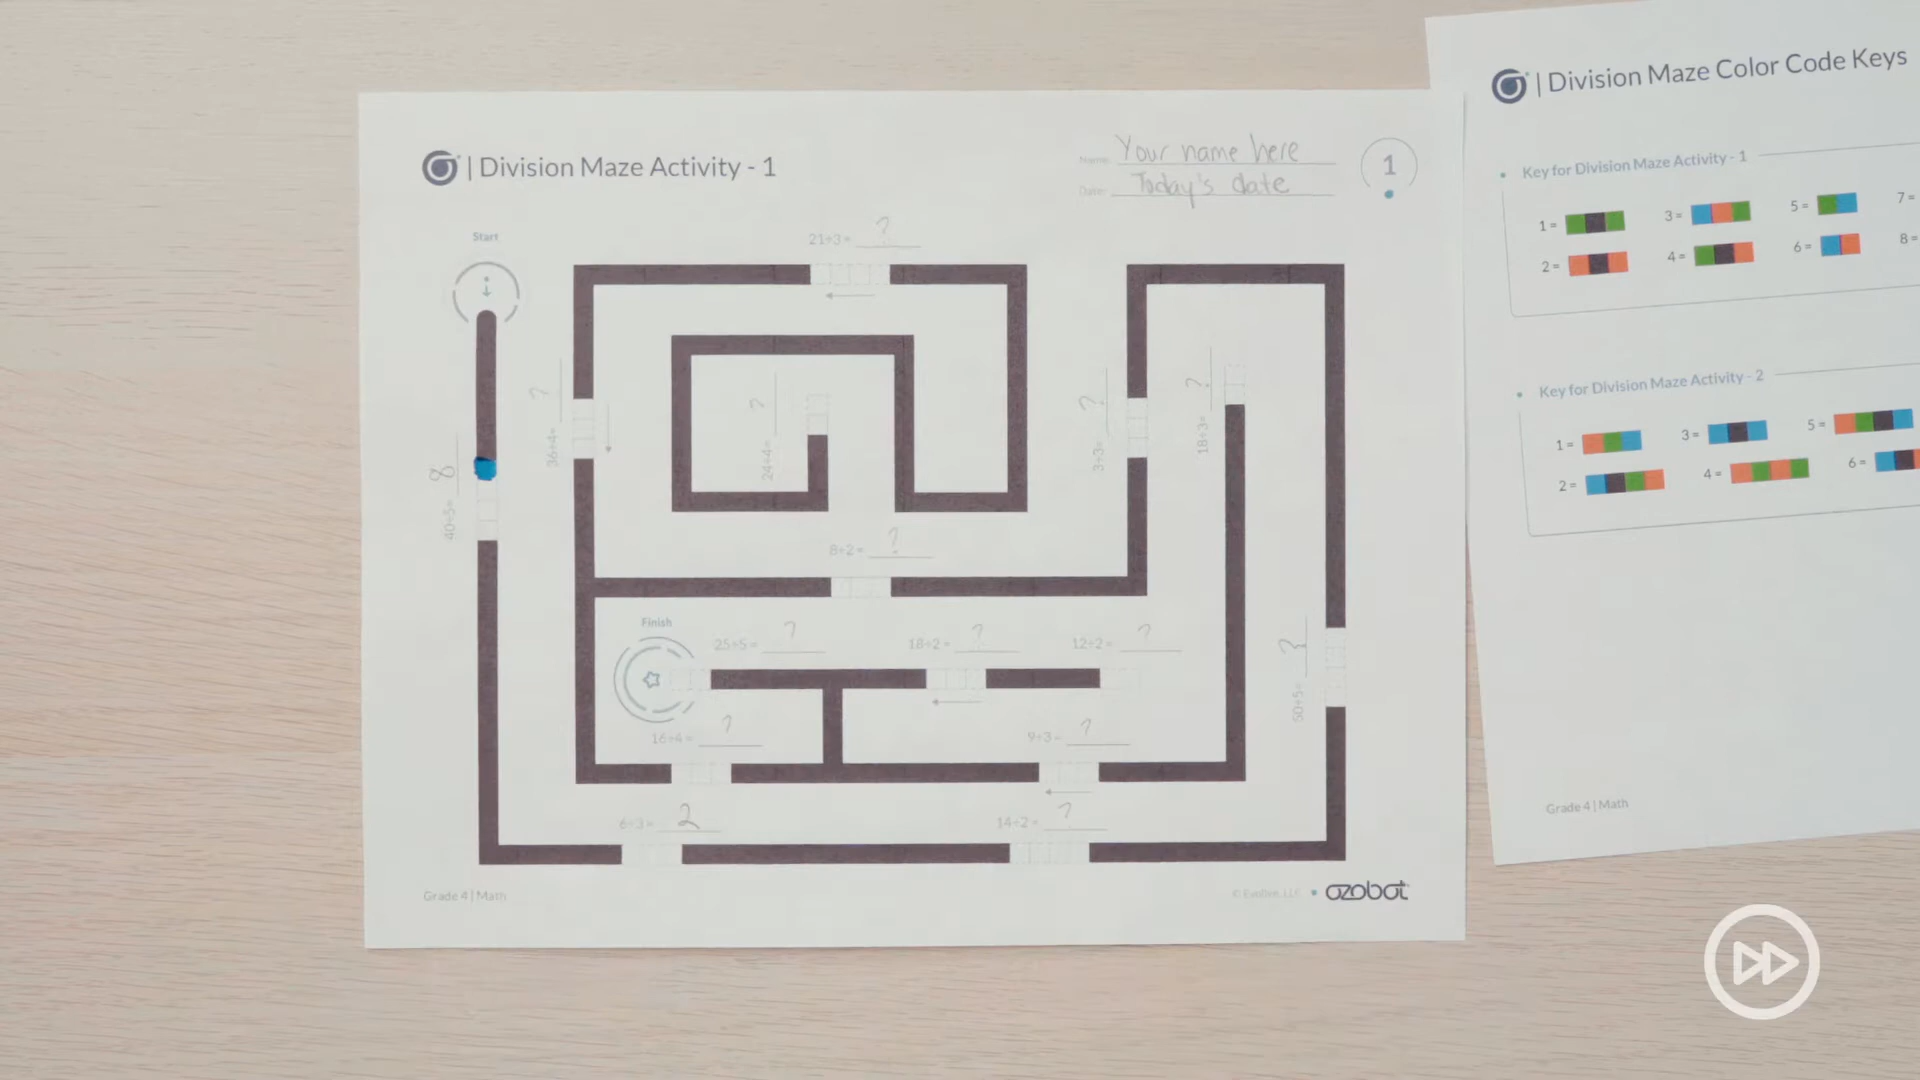 | Division Maze Activity - 1
Name: Your name here
Date: Today's date
1
Start
21÷3= ?
36÷4= ?
24÷4= ?
3÷3= ?
18÷3= ?
40÷5= 8
8÷2= ?
Finish
25÷5 = ?
18÷2 = ?
12÷2 = ?
50÷5= ?
16÷4 = ?
9÷3= ?
6÷3= 2
14÷2 = ?
Grade 4 | Math
ozobot
| Division Maze Color Code Keys
Key for Division Maze Activity - 1
1 = 3 = 5 = 7 =
2 = 4 = 6 = 8 =
Key for Division Maze Activity - 2
1 = 3 = 5 =
2 = 4 = 6 =
Grade 4 | Math